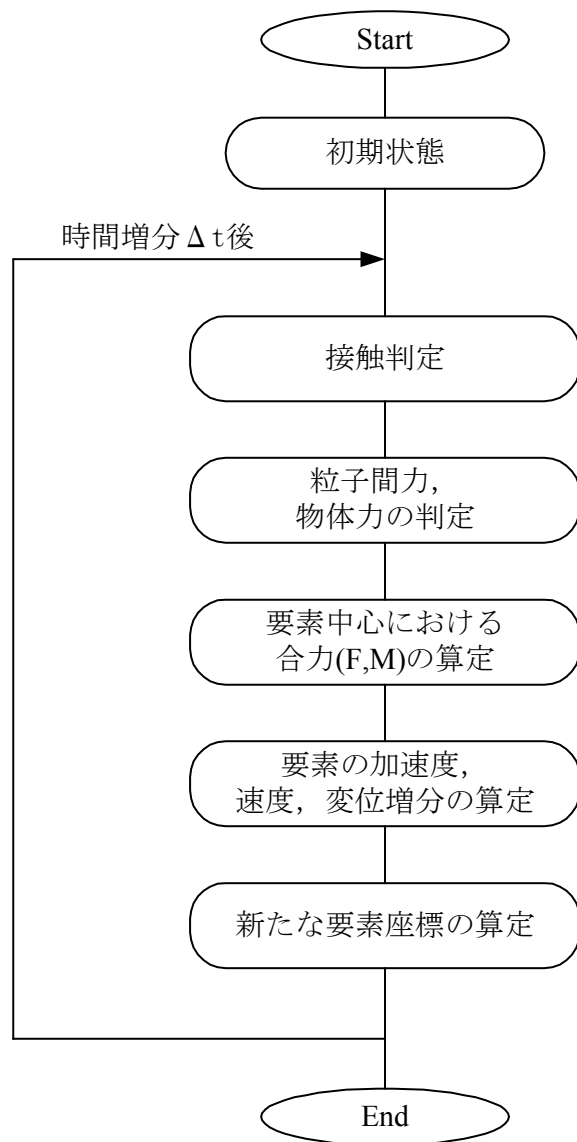 Start
初期状態
時間増分Δt後
接触判定
粒子間力,
物体力の判定
要素中心における
合力(F,M)の算定
要素の加速度,
速度, 変位増分の算定
新たな要素座標の算定
End